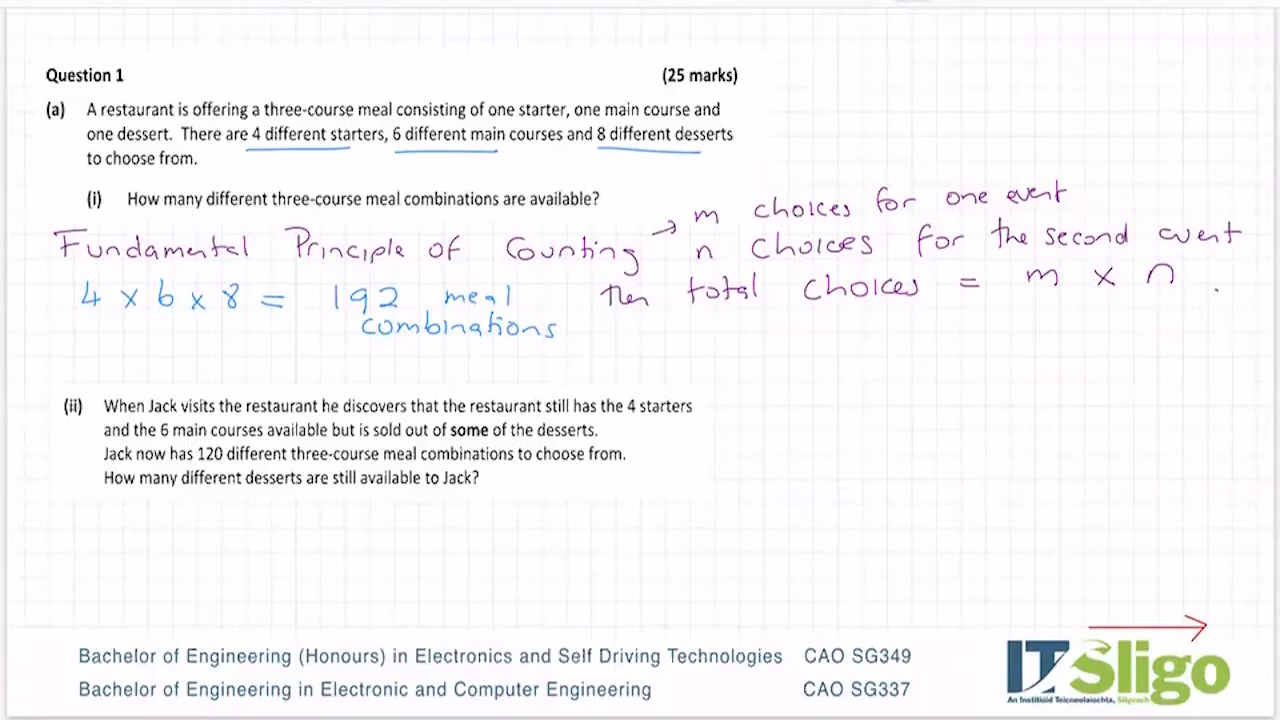 Question 1 (25 marks)
(a) A restaurant is offering a three-course meal consisting of one starter, one main course and
one dessert. There are 4 different starters, 6 different main courses and 8 different desserts
to choose from.
(i) How many different three-course meal combinations are available?
→ m choices for one event
Fundamental Principle of Counting n choices for the second event
4 × 6 × 8 = 192 meal combinations
then total choices = m × n
(ii) When Jack visits the restaurant he discovers that the restaurant still has the 4 starters
and the 6 main courses available but is sold out of some of the desserts.
Jack now has 120 different three-course meal combinations to choose from.
How many different desserts are still available to Jack?
Bachelor of Engineering (Honours) in Electronics and Self Driving Technologies CAO SG349
Bachelor of Engineering in Electronic and Computer Engineering CAO SG337
IT Sligo
An Institiúid Teicneolaíochta, Sligeach